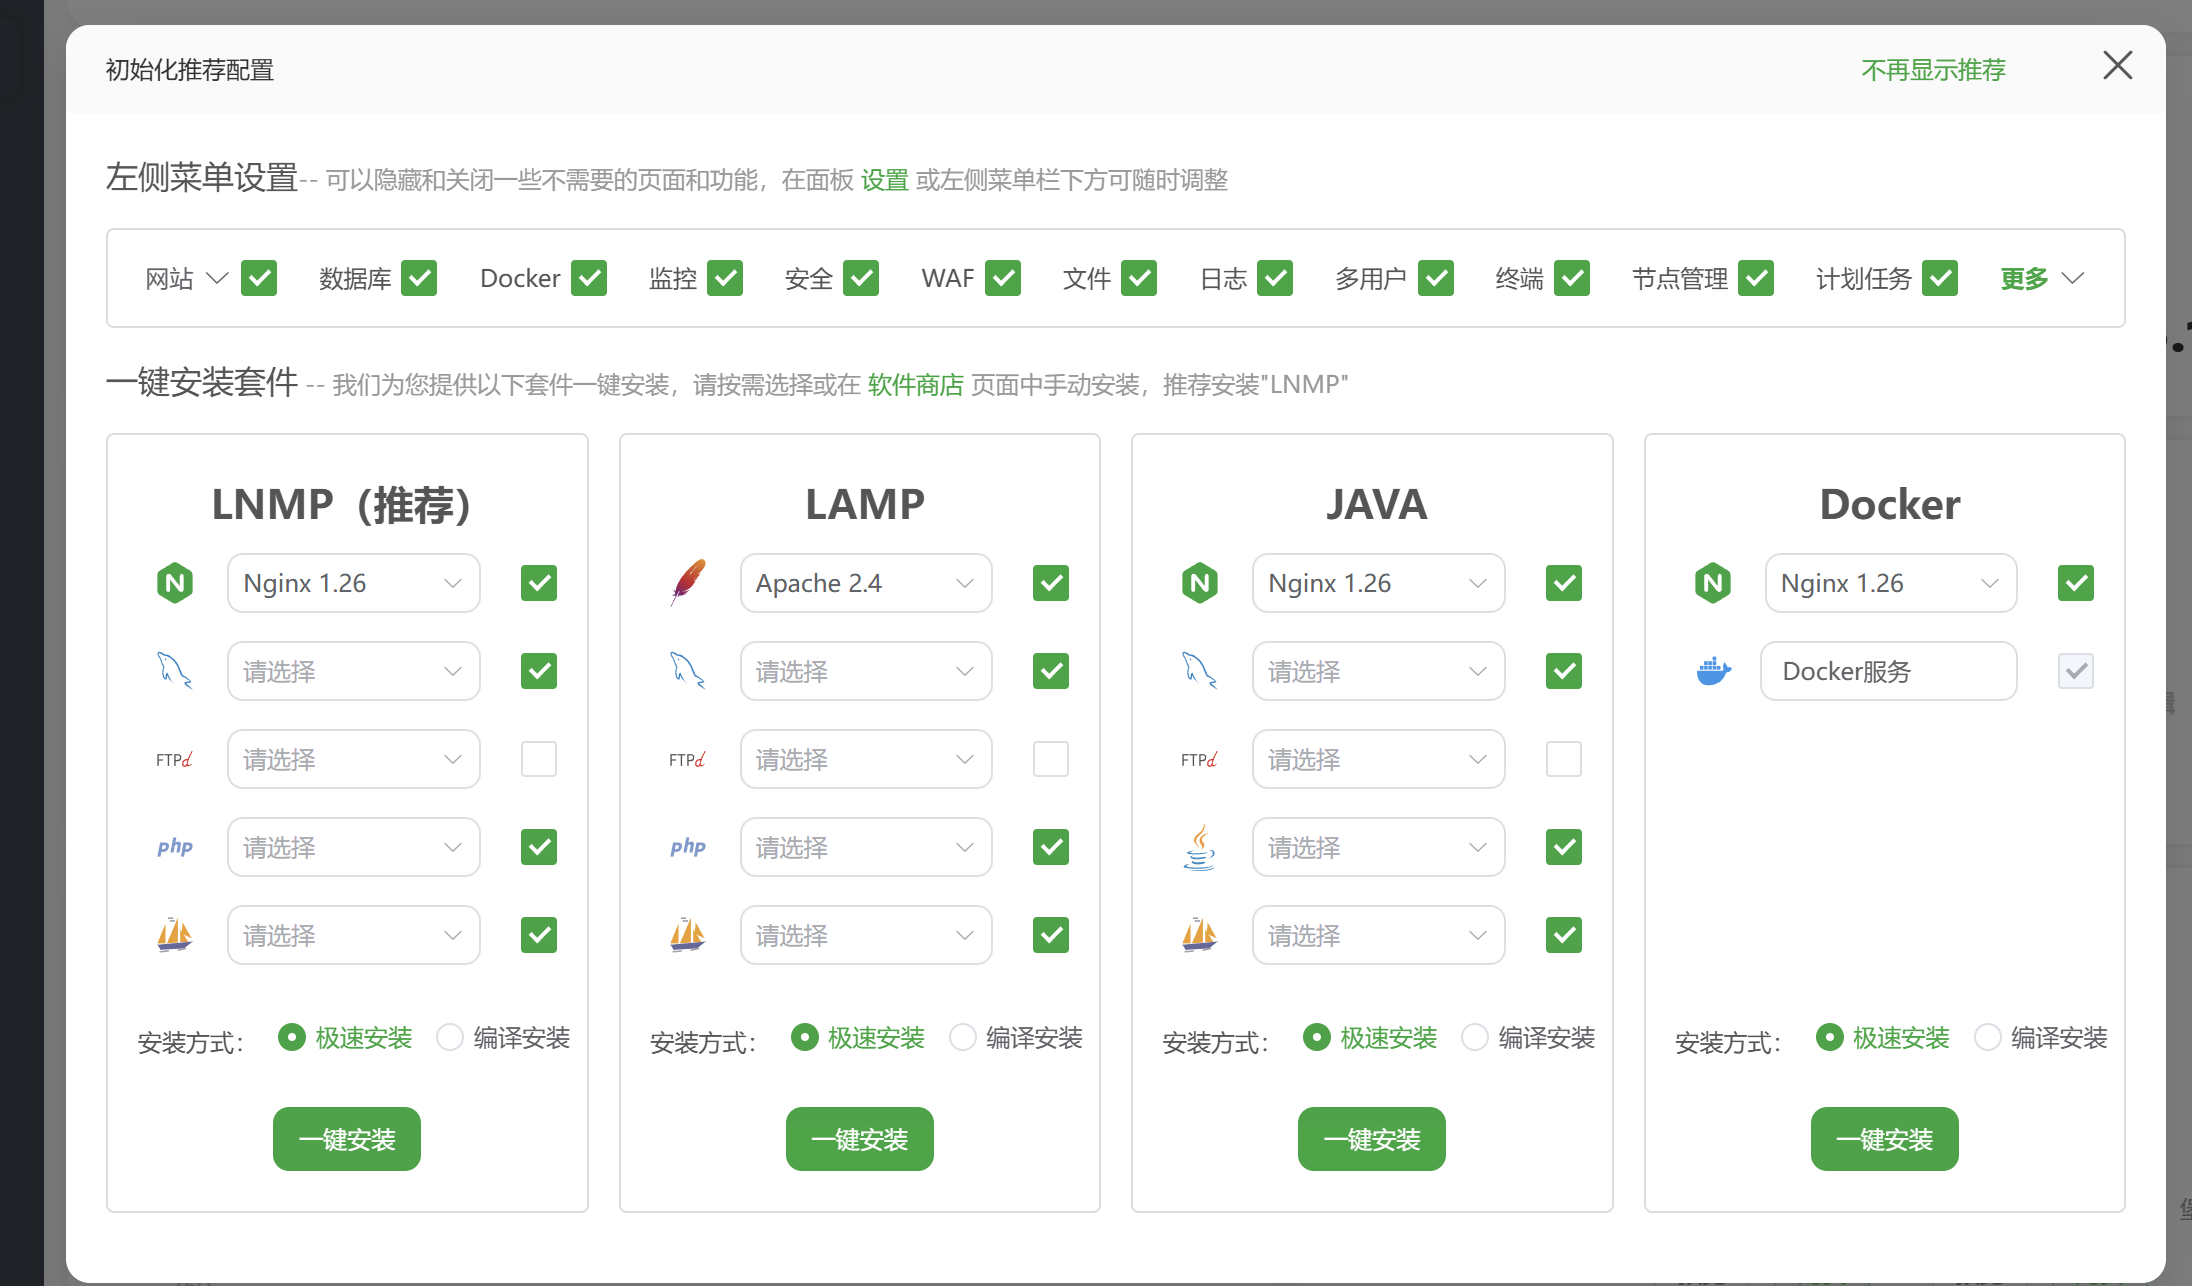 初始化推荐配置
不再显示推荐
左侧菜单设置-- 可以隐藏和关闭一些不需要的页面和功能，在面板 设置 或左侧菜单栏下方可随时调整
网站 数据库 Docker 监控 安全 WAF 文件 日志 多用户 终端 节点管理 计划任务 更多
一键安装套件 -- 我们为您提供以下套件一键安装，请按需选择或在 软件商店 页面中手动安装，推荐安装"LNMP"
LNMP（推荐）
Nginx 1.26
请选择
FTPd 请选择
php 请选择
请选择
安装方式： 极速安装 编译安装
一键安装
LAMP
Apache 2.4
请选择
FTPd 请选择
php 请选择
请选择
安装方式： 极速安装 编译安装
一键安装
JAVA
Nginx 1.26
请选择
FTPd 请选择
请选择
请选择
安装方式： 极速安装 编译安装
一键安装
Docker
Nginx 1.26
Docker服务
安装方式： 极速安装 编译安装
一键安装